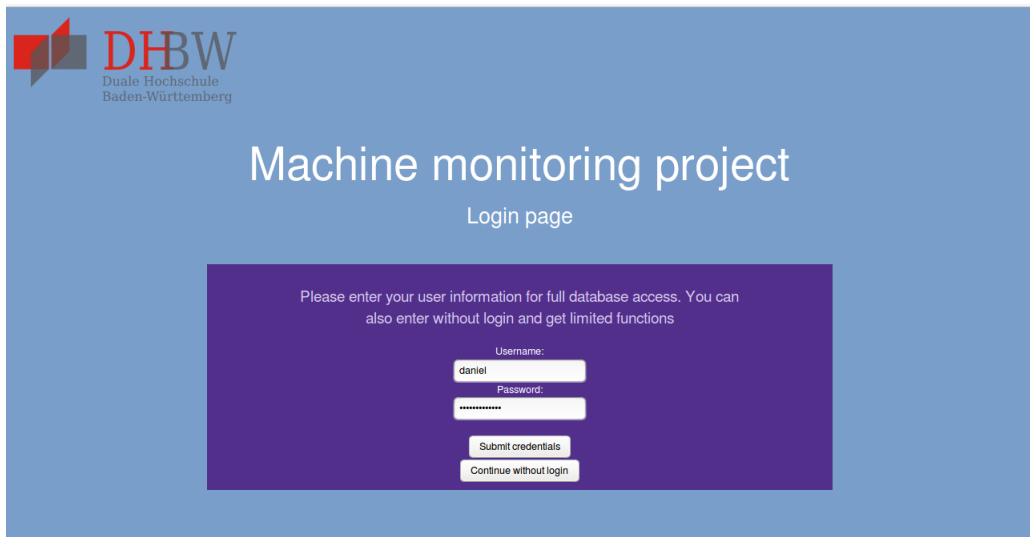 DHBW
Duale Hochschule
Baden-Württemberg
Machine monitoring project
Login page
Please enter your user information for full database access. You can
also enter without login and get limited functions
Username:
daniel
Password:
•••••••••••••
Submit credentials
Continue without login